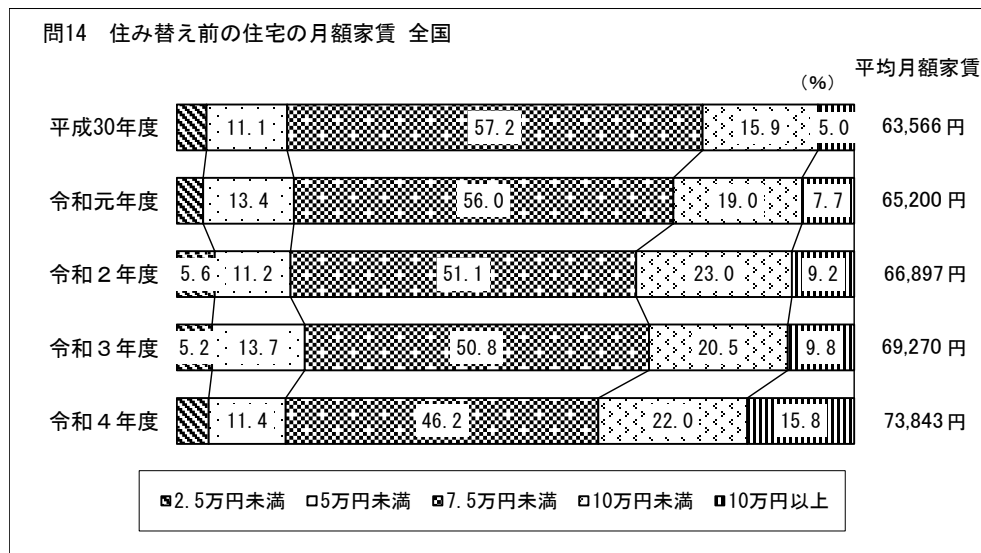 問14 住み替え前の住宅の月額家賃 全国
平均月額家賃
(%)
平成30年度 11.1 57.2 15.9 5.0 63,566 円
令和元年度 13.4 56.0 19.0 7.7 65,200 円
令和２年度 5.6 11.2 51.1 23.0 9.2 66,897 円
令和３年度 5.2 13.7 50.8 20.5 9.8 69,270 円
令和４年度 11.4 46.2 22.0 15.8 73,843 円
2.5万円未満 5万円未満 7.5万円未満 10万円未満 10万円以上